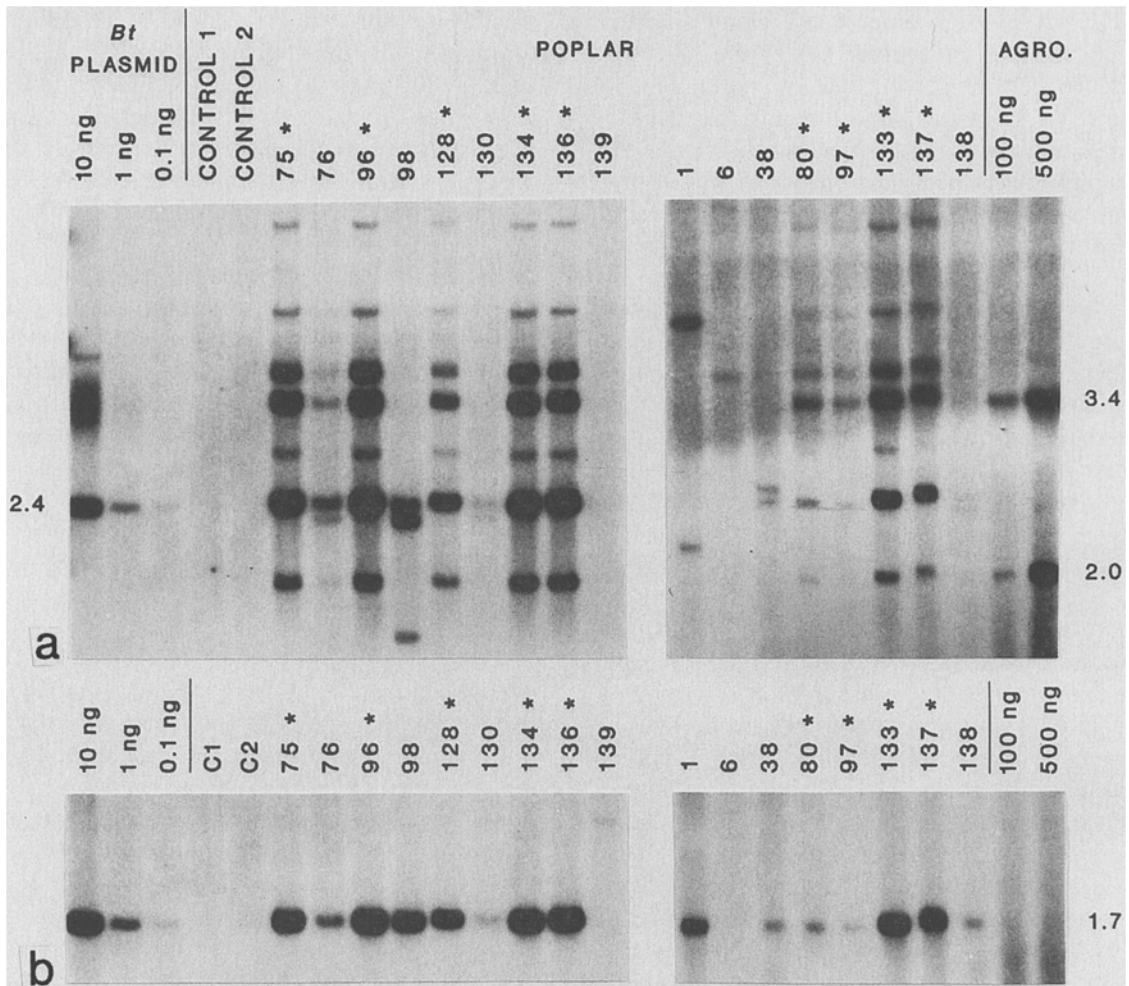 Bt PLASMID
POPLAR
AGRO.
10 ng
1 ng
0.1 ng
CONTROL 1
CONTROL 2
75 *
76
96 *
98
128 *
130
134 *
136 *
139
1
6
38
80 *
97 *
133 *
137 *
138
100 ng
500 ng
2.4
3.4
2.0
a
10 ng
1 ng
0.1 ng
C1
C2
75 *
76
96 *
98
128 *
130
134 *
136 *
139
1
6
38
80 *
97 *
133 *
137 *
138
100 ng
500 ng
1.7
b